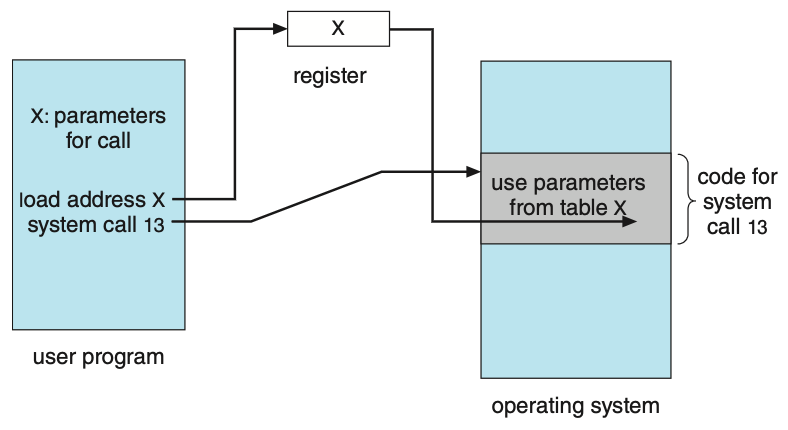 X
register
X: parameters
for call
load address X
system call 13
user program
use parameters
from table X
code for
system
call 13
operating system